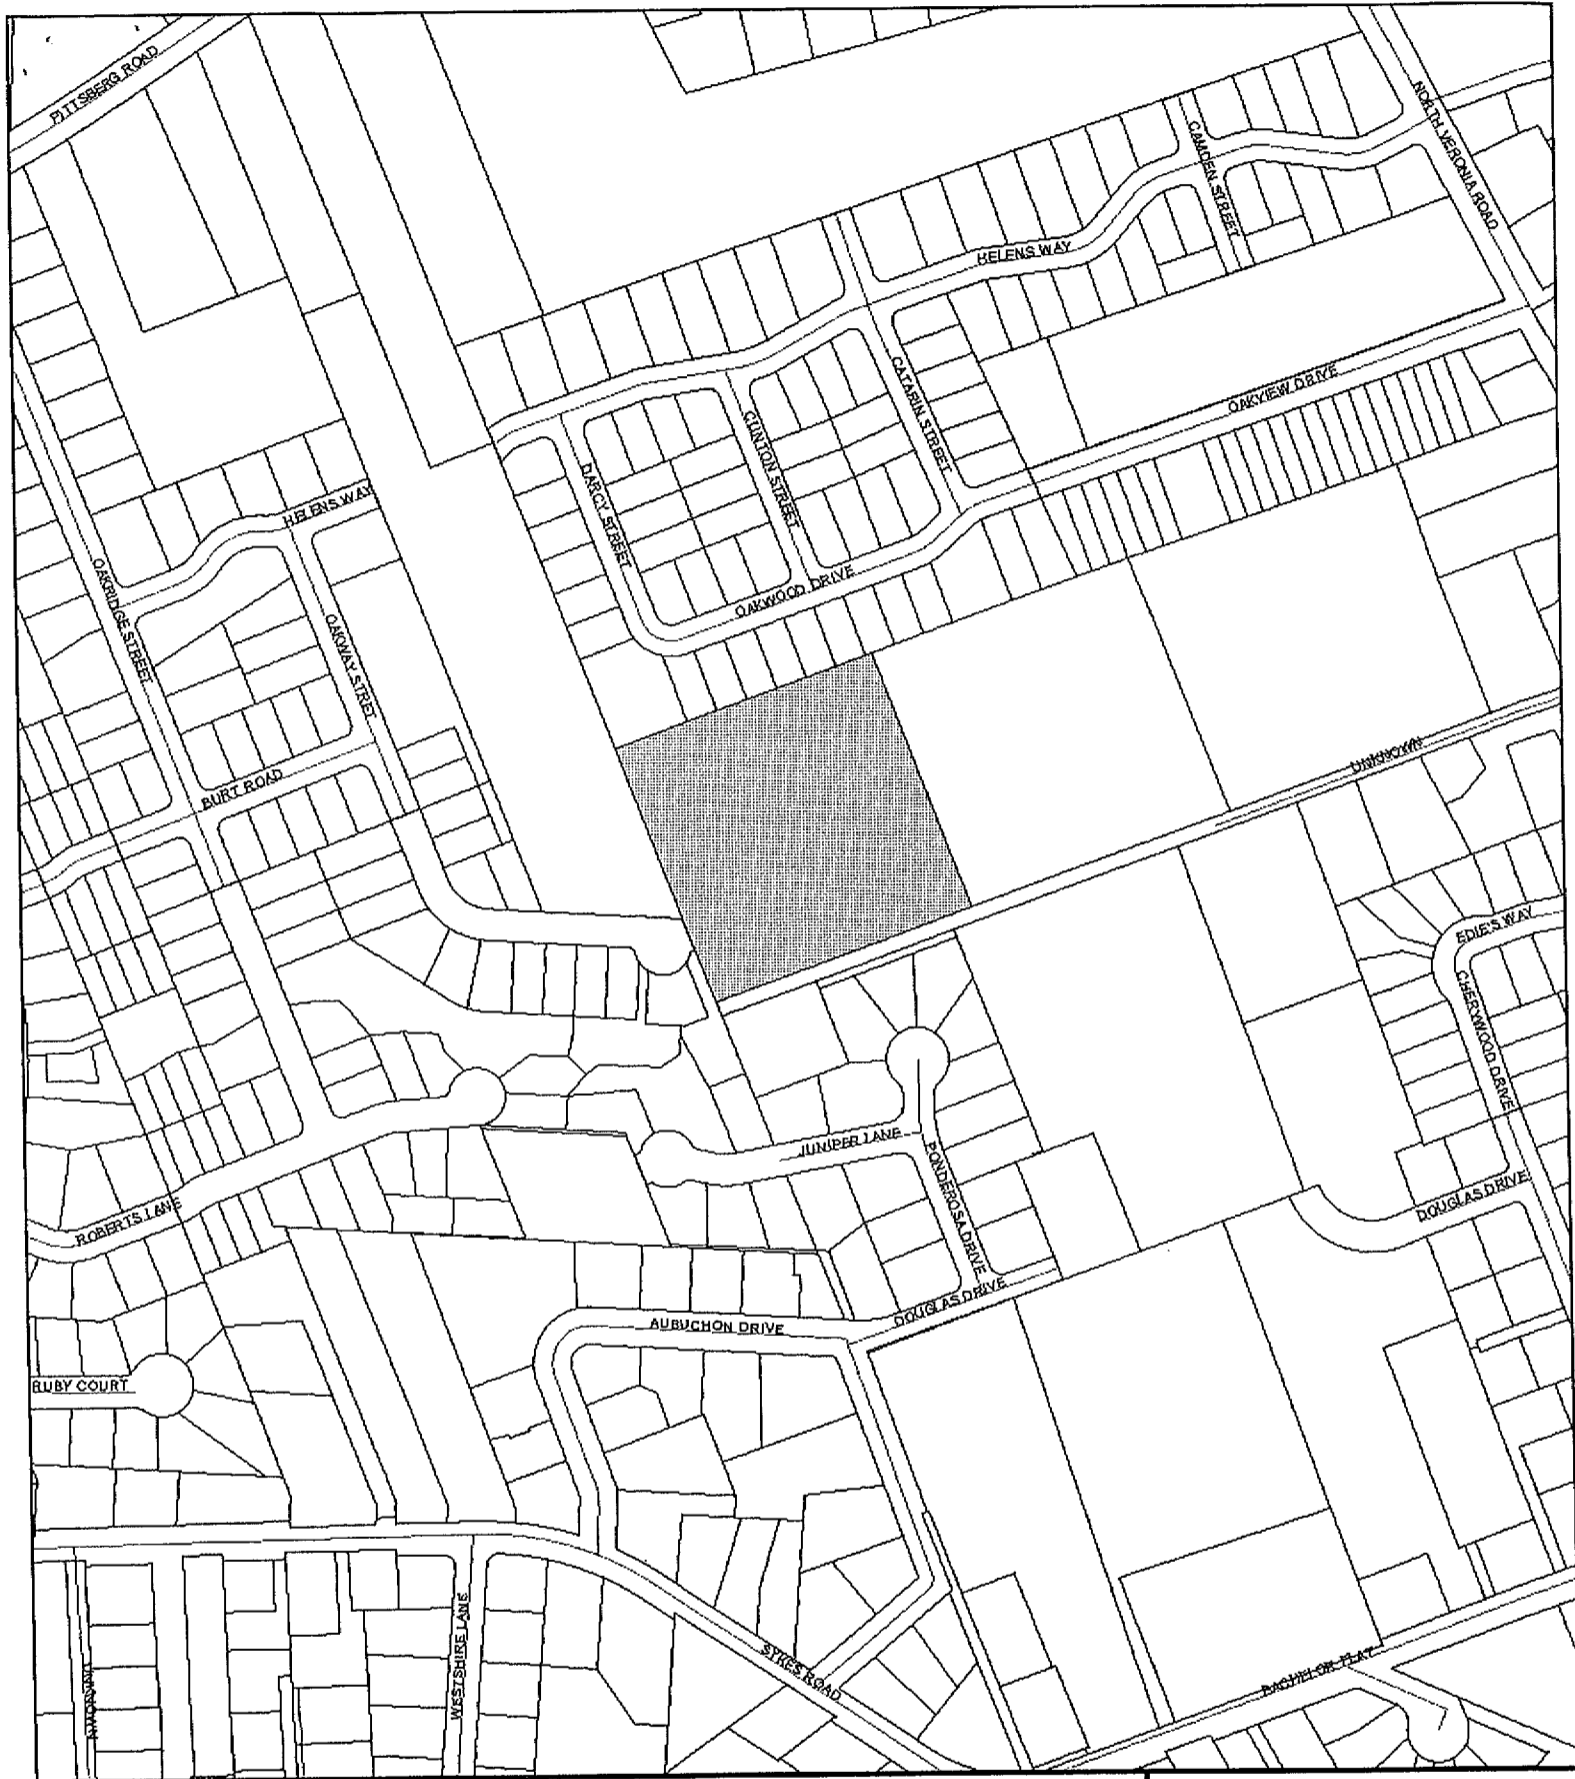 PITTSBERG ROAD
NORTH VERONIA ROAD
CAMDEN STREET
HELENS WAY
CATARIN STREET
OAKVIEW DRIVE
CLINTON STREET
DARCY STREET
HELENS WAY
OAKWOOD DRIVE
OAKRIDGE STREET
OAKWAY STRET
BURT ROAD
UNKNOWN
EDIE'S WAY
CHERYWOOD DRIVE
JUNIPER LANE
PONDEROSA DRIVE
DOUGLAS DRIVE
ROBERTS LANE
DOUGLAS DRIVE
AUBUCHON DRIVE
RUBY COURT
WESTSHIRE LANE
SYKES ROAD
BACHELOR FLAT
UNKNOWN